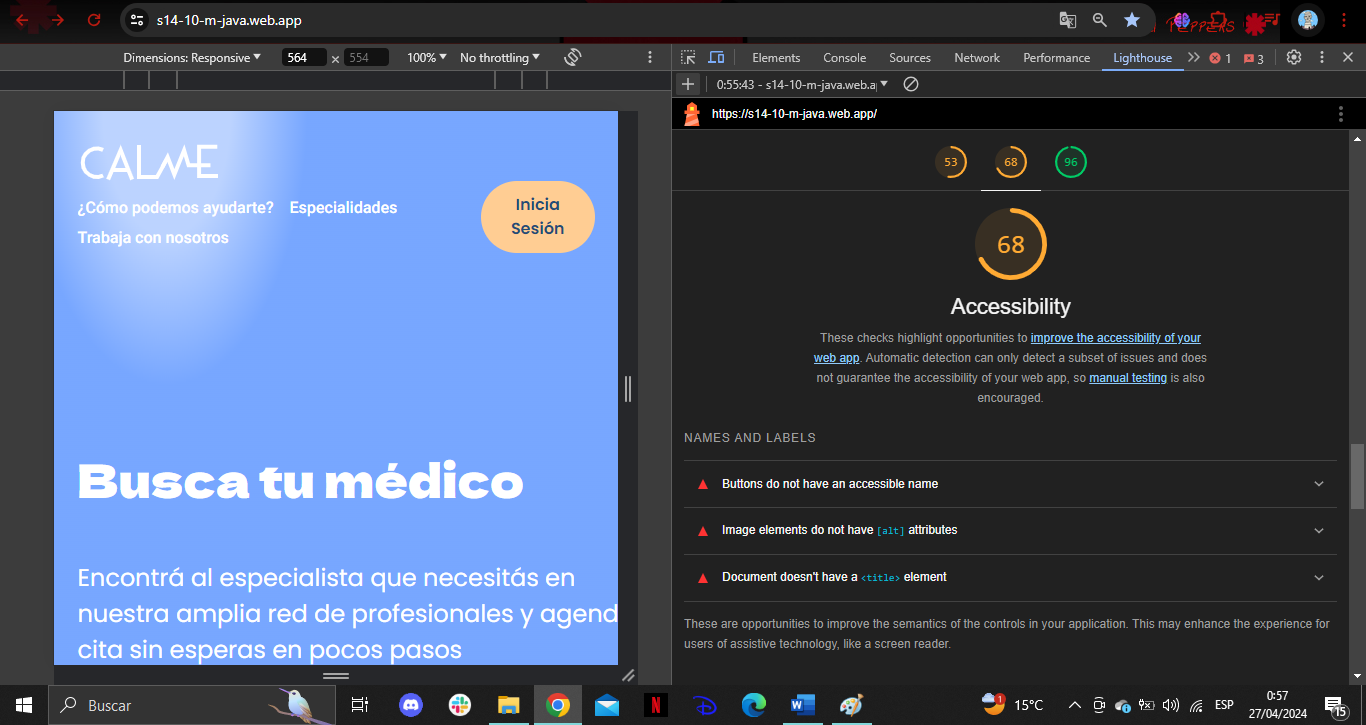 s14-10-m-java.web.app
PEPPERS
Dimensions: Responsive
564
×
554
100%
No throttling
Elements
Console
Sources
Network
Performance
Lighthouse
1
3
0:55:43 - s14-10-m-java.web.a
https://s14-10-m-java.web.app/
53
68
96
68
Accessibility
These checks highlight opportunities to improve the accessibility of your
web app. Automatic detection can only detect a subset of issues and does
not guarantee the accessibility of your web app, so manual testing is also
encouraged.
NAMES AND LABELS
Buttons do not have an accessible name
Image elements do not have [alt] attributes
Document doesn't have a <title> element
These are opportunities to improve the semantics of the controls in your application. This may enhance the experience for
users of assistive technology, like a screen reader.
CALME
¿Cómo podemos ayudarte?
Especialidades
Trabaja con nosotros
Inicia
Sesión
Busca tu médico
Encontrá al especialista que necesitás en
nuestra amplia red de profesionales y agend
cita sin esperas en pocos pasos
Buscar
N
W
1
15°C
ESP
0:57
27/04/2024
15